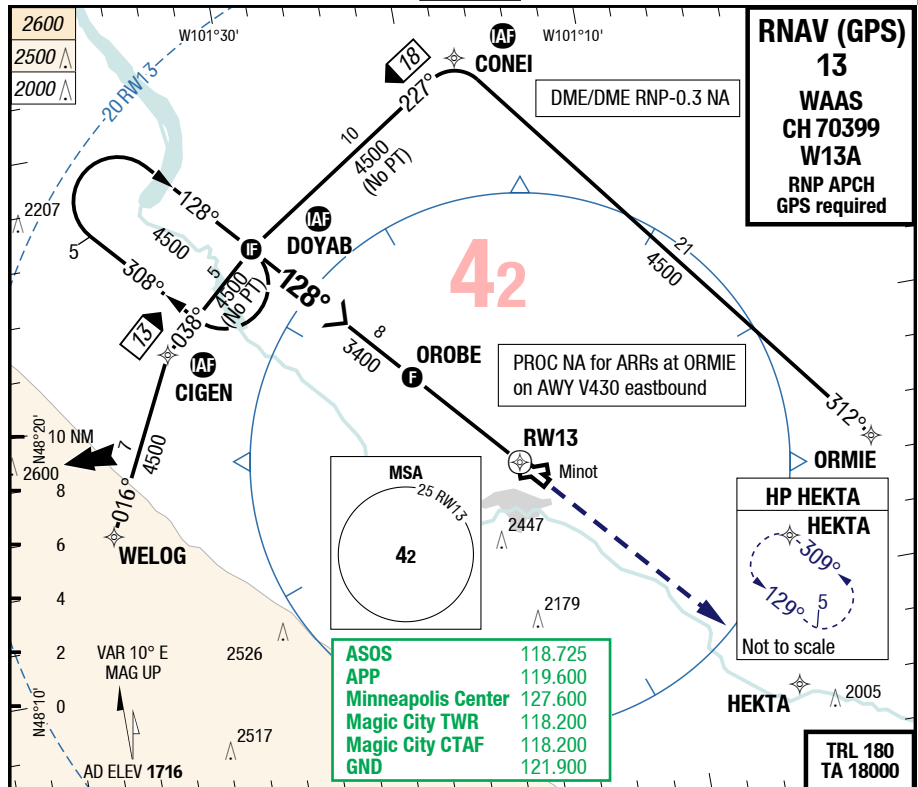 2600
2500
2000
-20 RW13
W101°30'
W101°10'
IAF
CONEI
18
227°
10
4500
(No PT)
DME/DME RNP-0.3 NA
RNAV (GPS)
13
WAAS
CH 70399
W13A
RNP APCH
GPS required
2207
128°
4500
5
308°
IF
IAF
DOYAB
42
21
4500
5
4500
(No PT)
128°
038°
13
IAF
CIGEN
8
3400
OROBE
F
PROC NA for ARRs at ORMIE
on AWY V430 eastbound
312°
ORMIE
N48°20'
10 NM
2600
8
6
4
2
0
N48°10'
7
4500
016°
WELOG
RW13
Minot
MSA
25 RW13
42
2447
2179
HP HEKTA
HEKTA
309°
129°
5
Not to scale
HEKTA
2005
2526
2517
VAR 10° E
MAG UP
AD ELEV 1716
ASOS 118.725
APP 119.600
Minneapolis Center 127.600
Magic City TWR 118.200
Magic City CTAF 118.200
GND 121.900
TRL 180
TA 18000